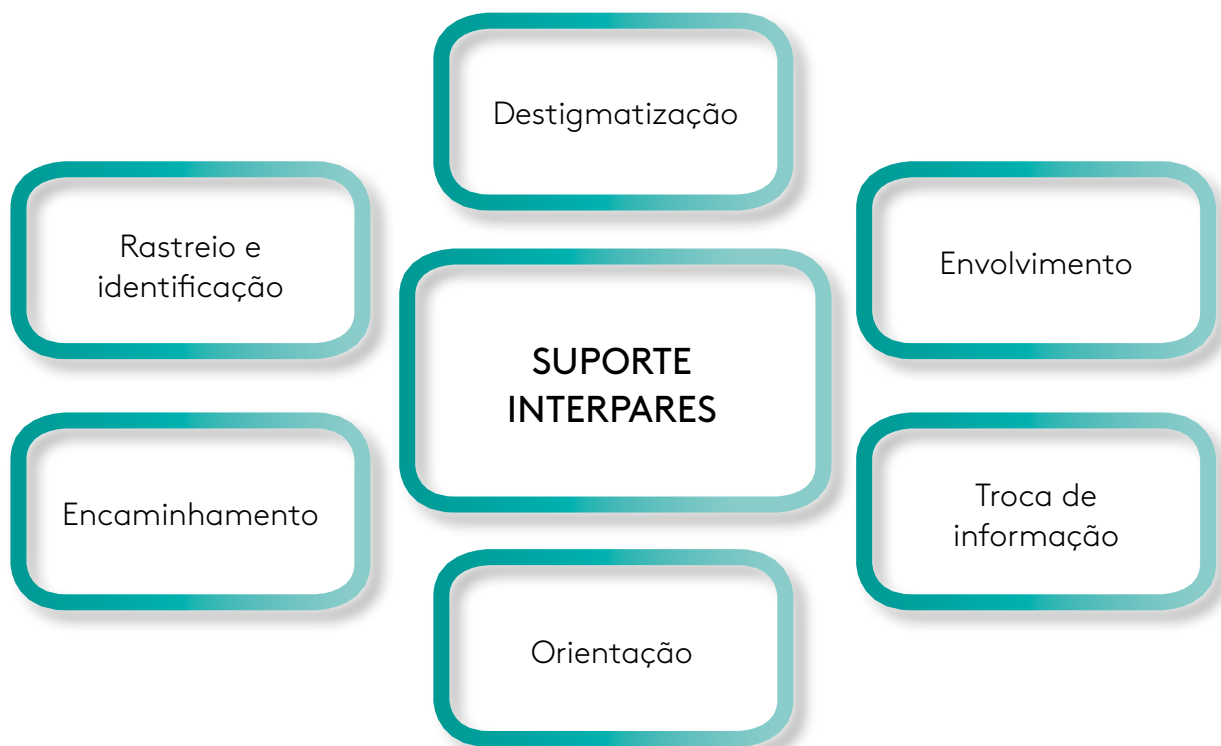 Destigmatização
Rastreio e
identificação
Envolvimento
SUPORTE
INTERPARES
Encaminhamento
Troca de
informação
Orientação